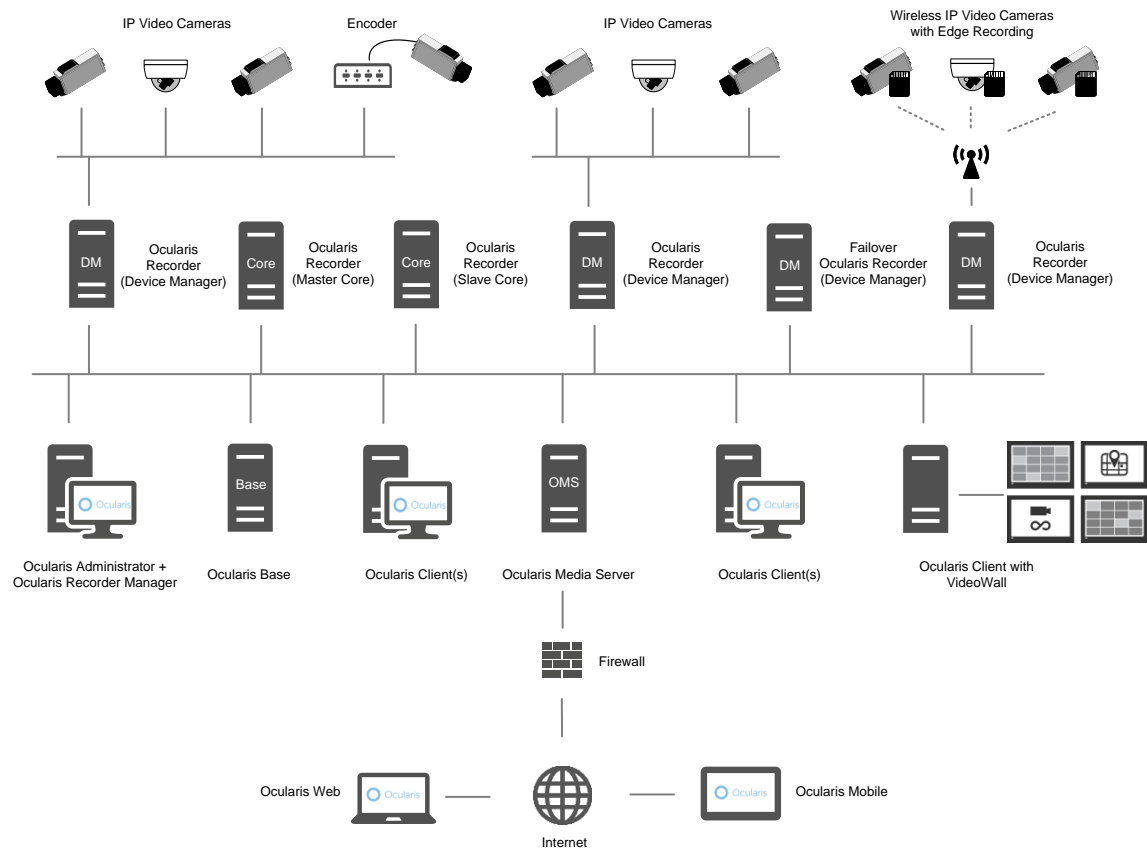 IP Video Cameras
Encoder
IP Video Cameras
Wireless IP Video Cameras
with Edge Recording
DM
Ocularis
Recorder
(Device Manager)
Core
Ocularis
Recorder
(Master Core)
Core
Ocularis
Recorder
(Slave Core)
DM
Ocularis
Recorder
(Device Manager)
DM
Failover
Ocularis Recorder
(Device Manager)
DM
Ocularis
Recorder
(Device Manager)
Ocularis
Base
Ocularis
OMS
Ocularis
Ocularis Administrator +
Ocularis Recorder Manager
Ocularis Base
Ocularis Client(s)
Ocularis Media Server
Ocularis Client(s)
Ocularis Client with
VideoWall
Firewall
Ocularis Web
Ocularis
Internet
Ocularis
Ocularis Mobile